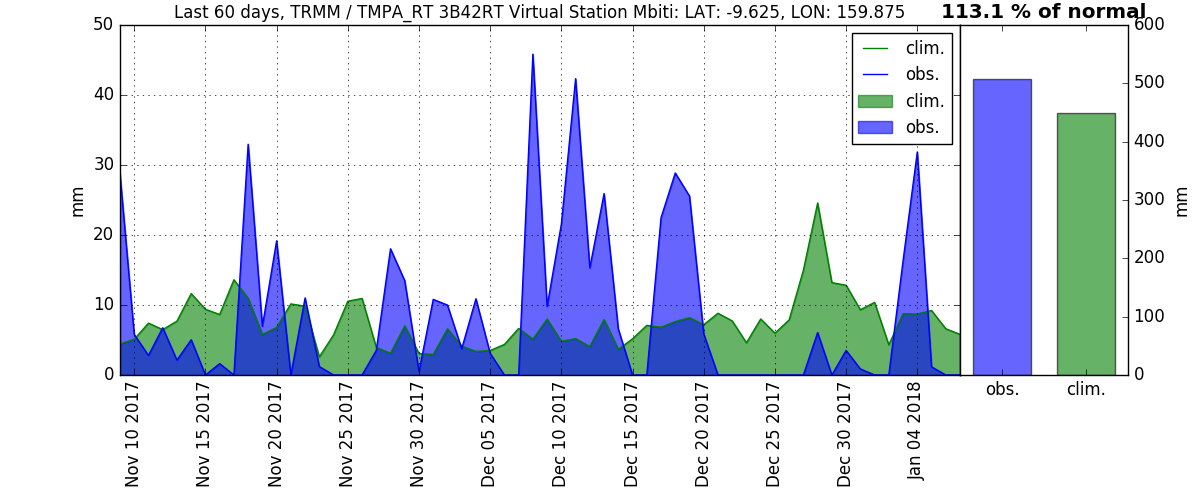 Last 60 days, TRMM / TMPA_RT 3B42RT Virtual Station Mbiti: LAT: -9.625, LON: 159.875
113.1 % of normal
50
40
30
20
10
0
mm
clim.
obs.
clim.
obs.
600
500
400
300
200
100
0
mm
obs.
clim.
Nov 10 2017
Nov 15 2017
Nov 20 2017
Nov 25 2017
Nov 30 2017
Dec 05 2017
Dec 10 2017
Dec 15 2017
Dec 20 2017
Dec 25 2017
Dec 30 2017
Jan 04 2018